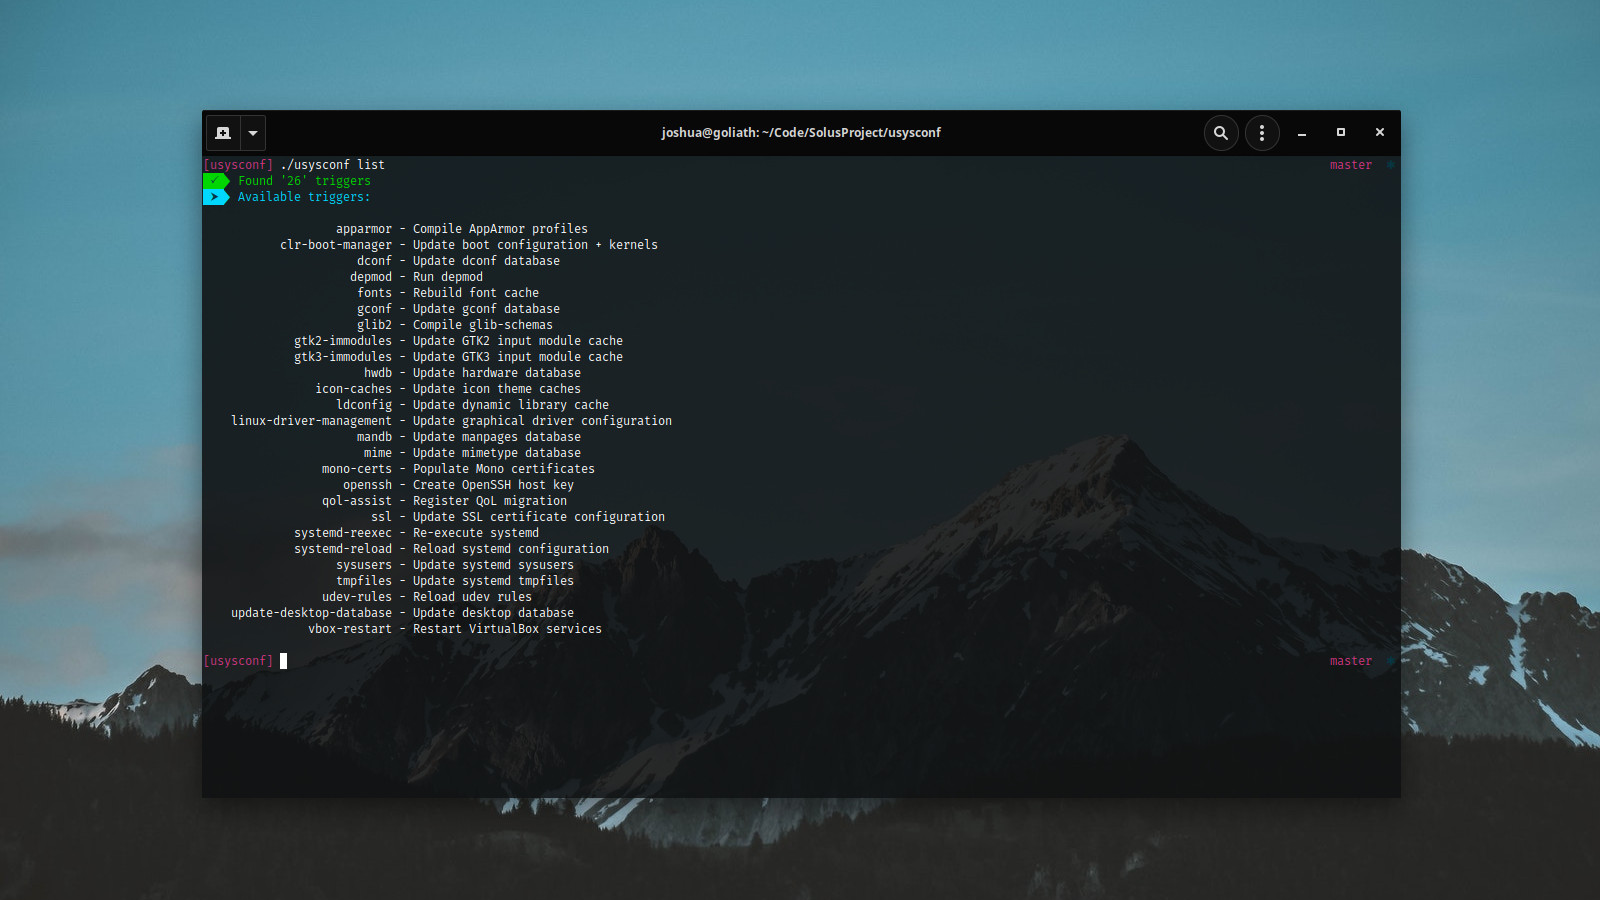 joshua@goliath: ~/Code/SolusProject/usysconf
[usysconf] ./usysconf list master
Found '26' triggers
Available triggers:
apparmor - Compile AppArmor profiles
clr-boot-manager - Update boot configuration + kernels
dconf - Update dconf database
depmod - Run depmod
fonts - Rebuild font cache
gconf - Update gconf database
glib2 - Compile glib-schemas
gtk2-immodules - Update GTK2 input module cache
gtk3-immodules - Update GTK3 input module cache
hwdb - Update hardware database
icon-caches - Update icon theme caches
ldconfig - Update dynamic library cache
linux-driver-management - Update graphical driver configuration
mandb - Update manpages database
mime - Update mimetype database
mono-certs - Populate Mono certificates
openssh - Create OpenSSH host key
qol-assist - Register QoL migration
ssl - Update SSL certificate configuration
systemd-reexec - Re-execute systemd
systemd-reload - Reload systemd configuration
sysusers - Update systemd sysusers
tmpfiles - Update systemd tmpfiles
udev-rules - Reload udev rules
update-desktop-database - Update desktop database
vbox-restart - Restart VirtualBox services
[usysconf] master